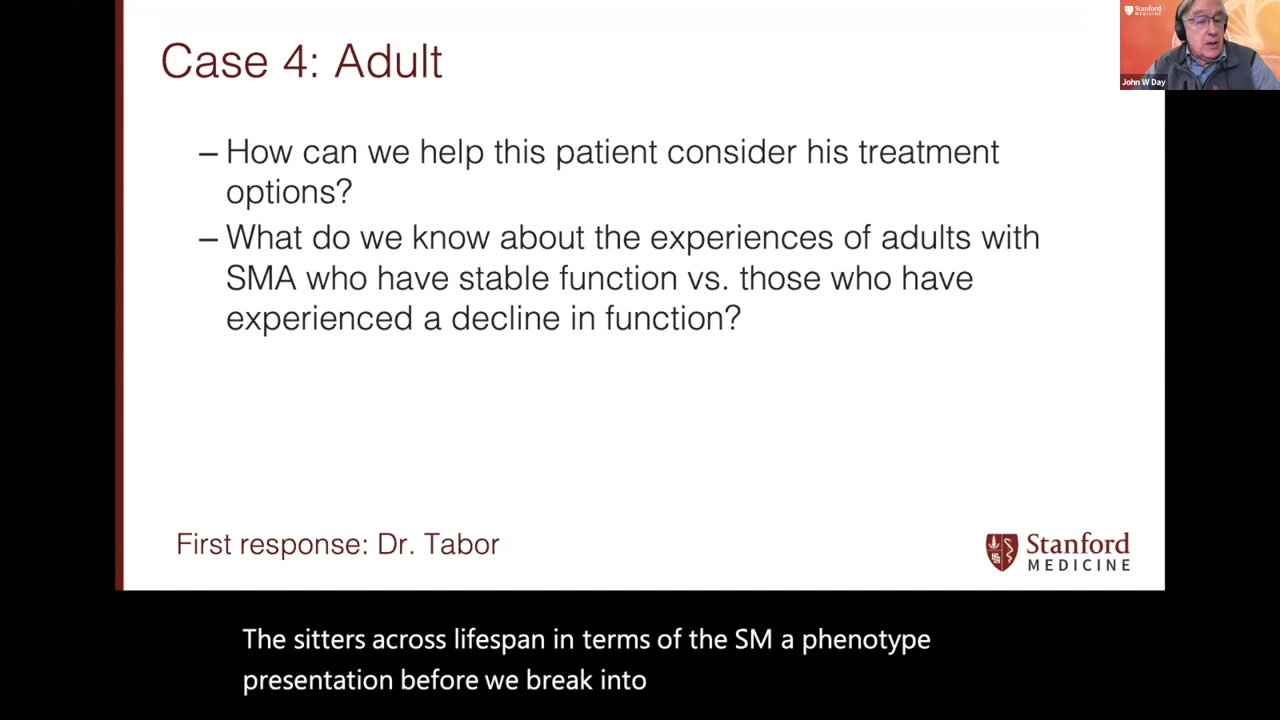 Case 4: Adult
Stanford
MEDICINE
John W Day
– How can we help this patient consider his treatment
options?
– What do we know about the experiences of adults with
SMA who have stable function vs. those who have
experienced a decline in function?
First response: Dr. Tabor
Stanford
MEDICINE
The sitters across lifespan in terms of the SM a phenotype
presentation before we break into